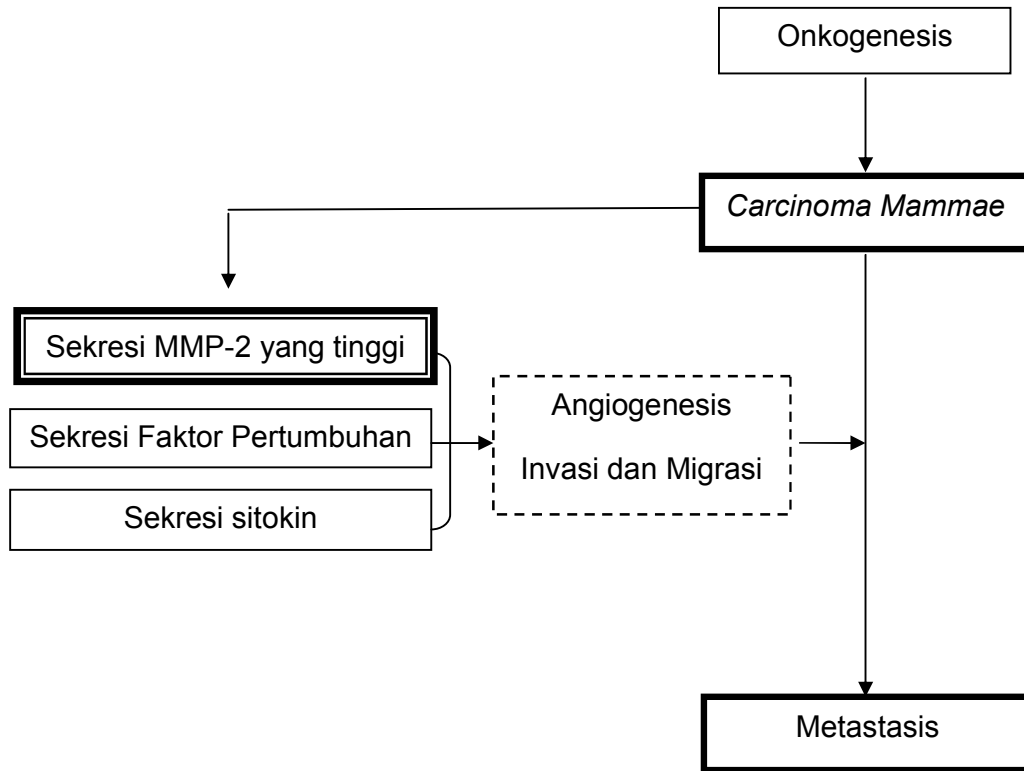 Onkogenesis
Carcinoma Mammae
Sekresi MMP-2 yang tinggi
Sekresi Faktor Pertumbuhan
Sekresi sitokin
Angiogenesis
Invasi dan Migrasi
Metastasis